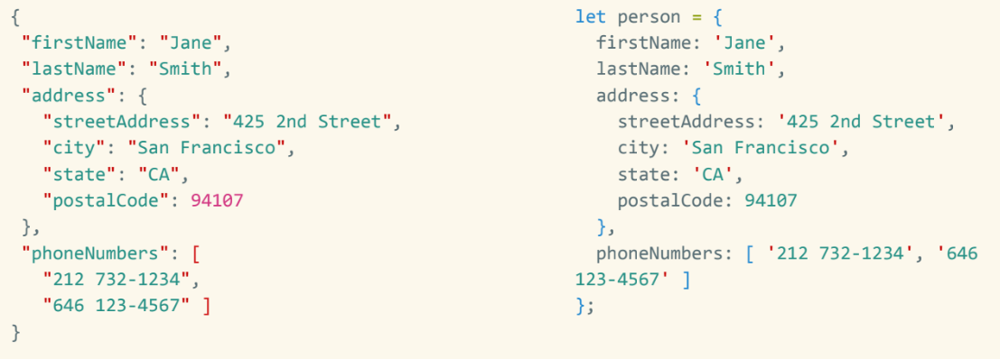 {
 "firstName": "Jane",
 "lastName": "Smith",
 "address": {
   "streetAddress": "425 2nd Street",
   "city": "San Francisco",
   "state": "CA",
   "postalCode": 94107
 },
 "phoneNumbers": [
   "212 732-1234",
   "646 123-4567" ]
}
let person = {
  firstName: 'Jane',
  lastName: 'Smith',
  address: {
    streetAddress: '425 2nd Street',
    city: 'San Francisco',
    state: 'CA',
    postalCode: 94107
  },
  phoneNumbers: [ '212 732-1234', '646
123-4567' ]
};